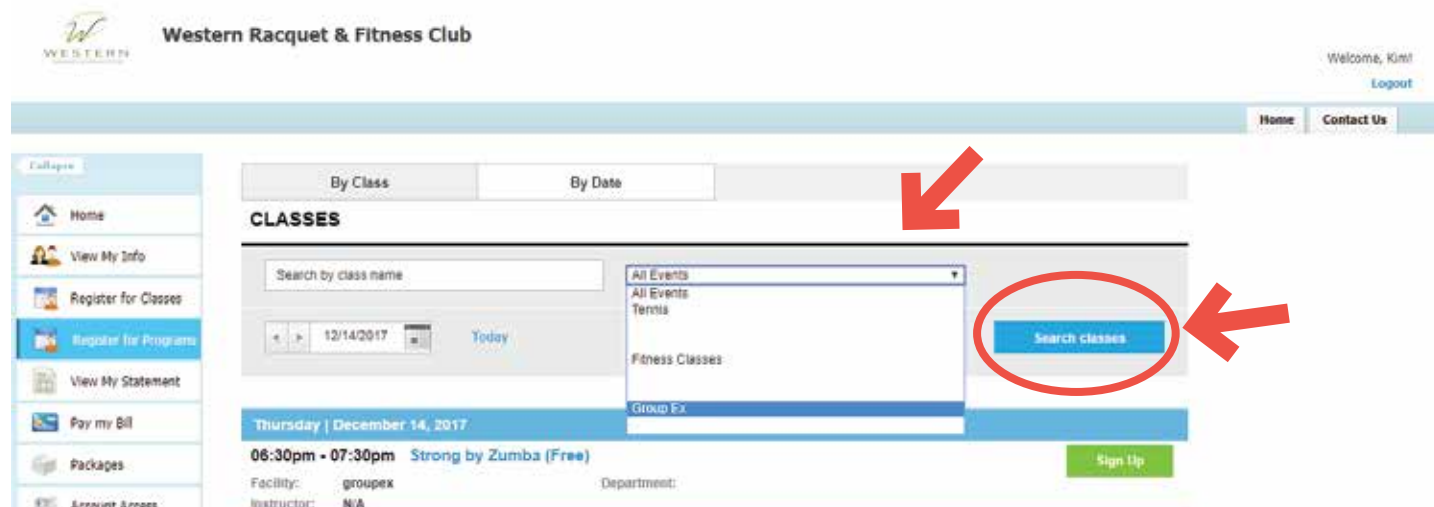 WESTERN
Western Racquet & Fitness Club
Welcome, Kim!
Logout
Home
Contact Us
Collapse
Home
View My Info
Register for Classes
Register for Programs
View My Statement
Pay my Bill
Packages
Account Access
By Class
By Date
CLASSES
Search by class name
All Events
All Events
Tennis
Fitness Classes
Group Ex
12/14/2017
Today
Search classes
Thursday | December 14, 2017
06:30pm - 07:30pm Strong by Zumba (Free)
Sign Up
Facility: groupex Department:
Instructor: N/A